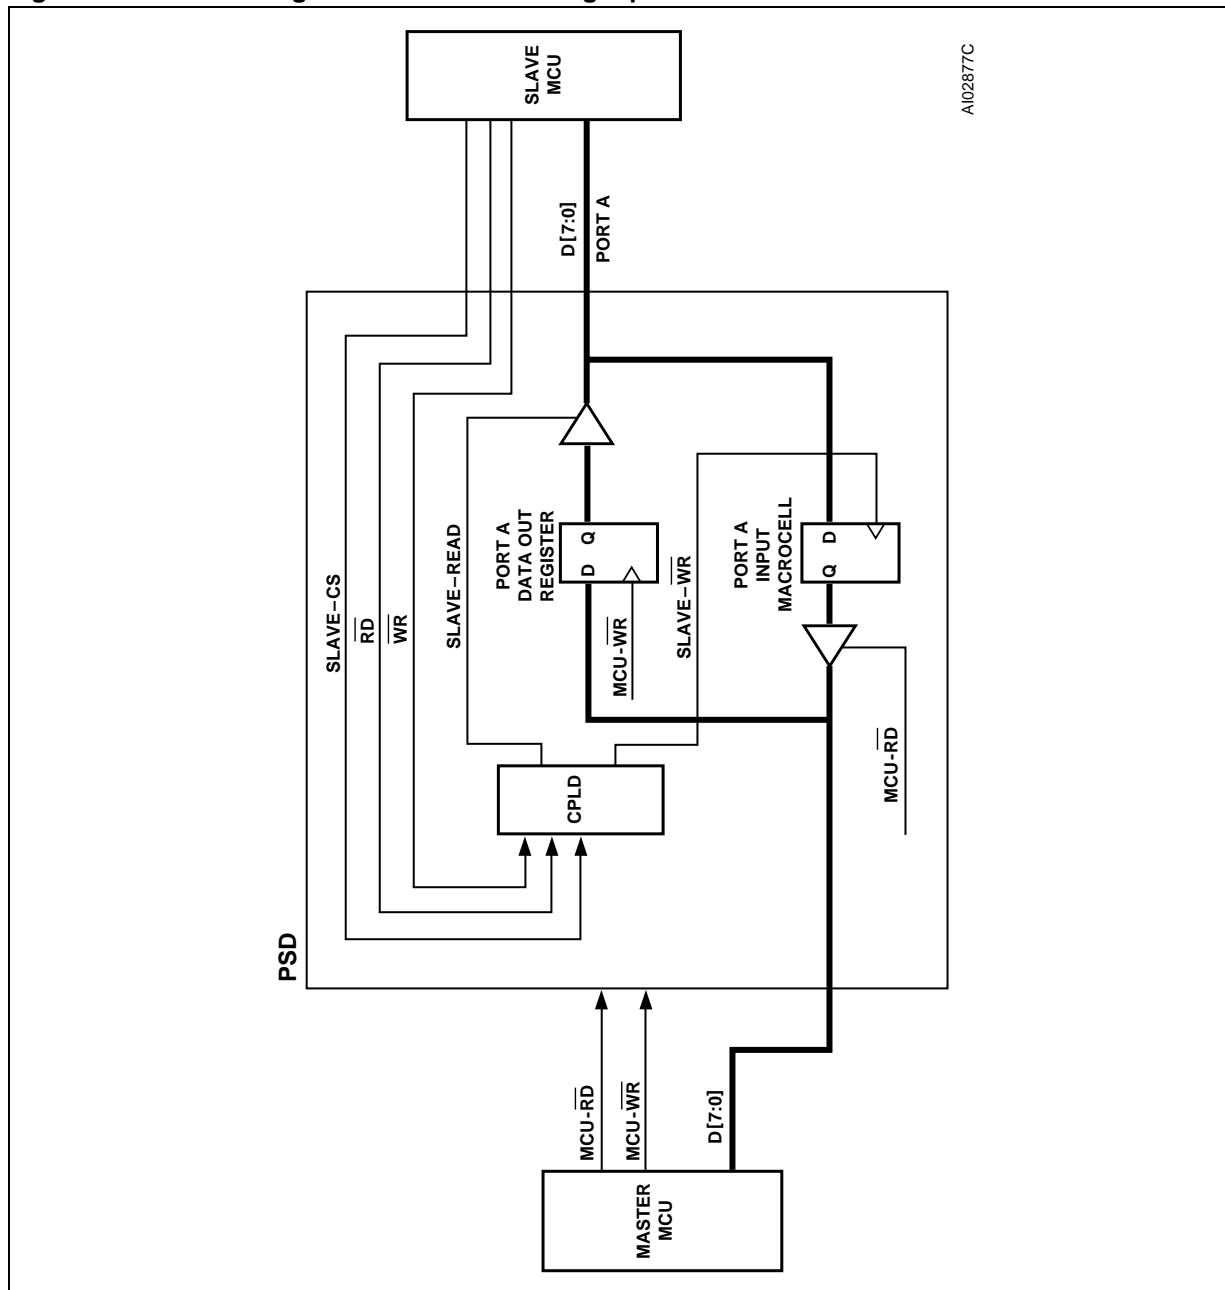 SLAVE
MCU
AI02877C
D[7:0]
PORT A
SLAVE–CS
RD
WR
SLAVE–READ
PORT A
DATA OUT
REGISTER
D Q
MCU-WR
SLAVE–WR
PORT A
INPUT
MACROCELL
Q D
MCU-RD
CPLD
PSD
MCU-RD
MCU-WR
D[7:0]
MASTER
MCU